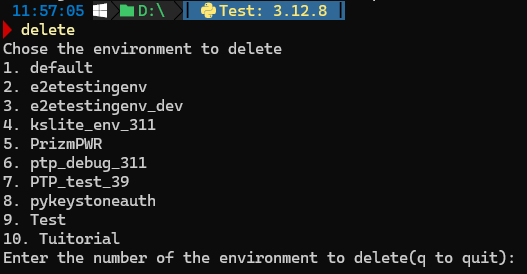 11:57:05 D:\ Test: 3.12.8
delete
Chose the environment to delete
1. default
2. e2etestingenv
3. e2etestingenv_dev
4. kslite_env_311
5. PrizmPWR
6. ptp_debug_311
7. PTP_test_39
8. pykeystoneauth
9. Test
10. Tuitorial
Enter the number of the environment to delete(q to quit):